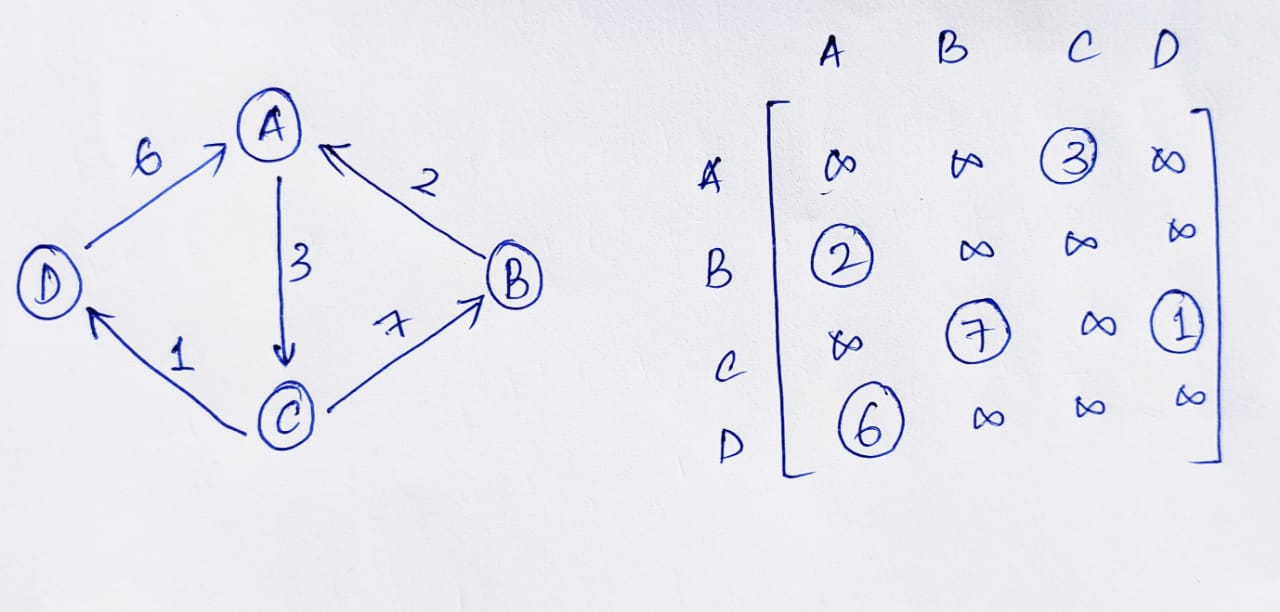 A
6
2
D
3
B
1
7
C
A B C D
A ∞ ∞ 3 ∞
B 2 ∞ ∞ ∞
C ∞ 7 ∞ 1
D 6 ∞ ∞ ∞